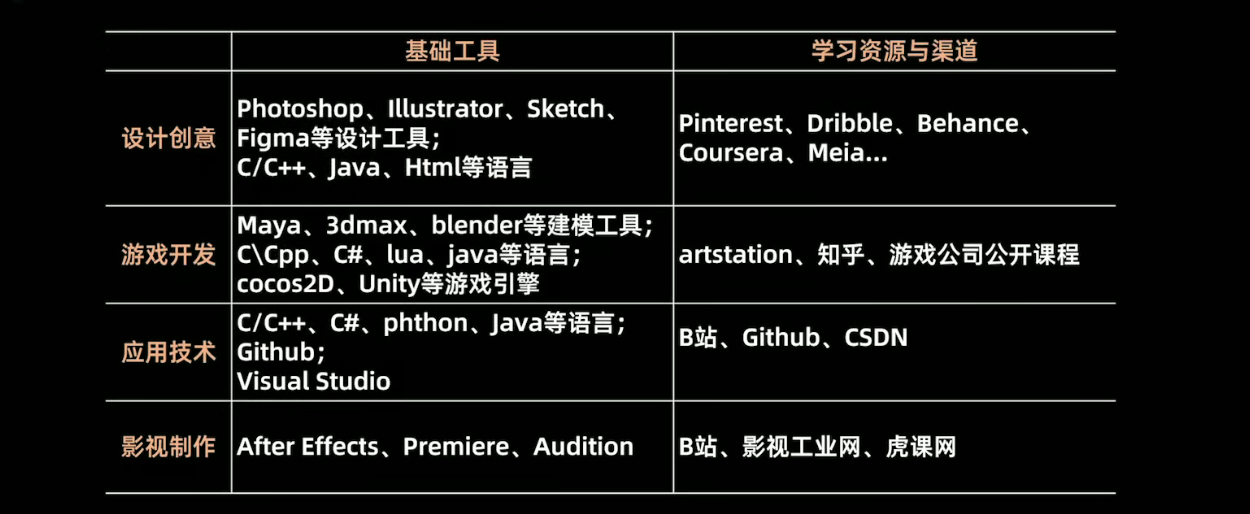 基础工具
学习资源与渠道
设计创意
Photoshop、Illustrator、Sketch、
Figma等设计工具；
C/C++、Java、Html等语言
Pinterest、Dribble、Behance、
Coursera、Meia...
游戏开发
Maya、3dmax、blender等建模工具；
C\Cpp、C#、lua、java等语言；
cocos2D、Unity等游戏引擎
artstation、知乎、游戏公司公开课程
应用技术
C/C++、C#、phthon、Java等语言；
Github；
Visual Studio
B站、Github、CSDN
影视制作
After Effects、Premiere、Audition
B站、影视工业网、虎课网